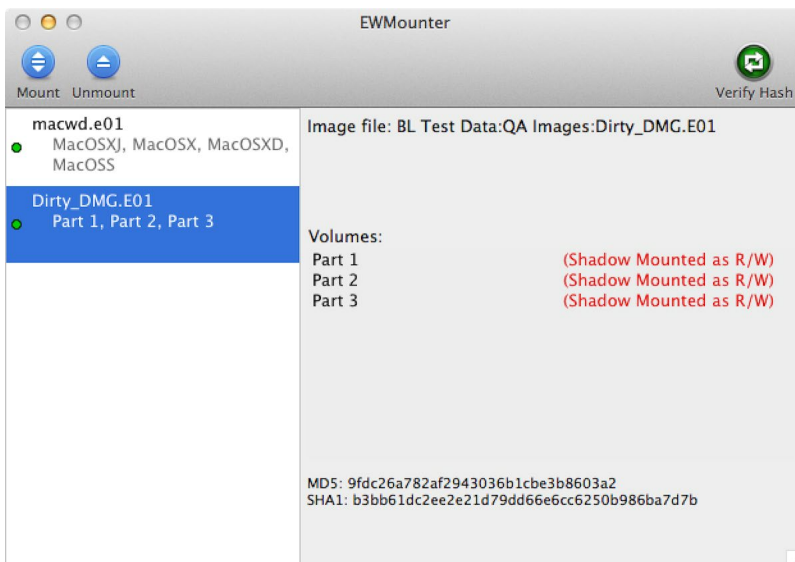 EWMounter
Mount Unmount
Verify Hash
macwd.e01
MacOSXJ, MacOSX, MacOSXD,
MacOSS
Dirty_DMG.E01
Part 1, Part 2, Part 3
Image file: BL Test Data:QA Images:Dirty_DMG.E01
Volumes:
Part 1 (Shadow Mounted as R/W)
Part 2 (Shadow Mounted as R/W)
Part 3 (Shadow Mounted as R/W)
MD5: 9fdc26a782af2943036b1cbe3b8603a2
SHA1: b3bb61dc2ee2e21d79dd66e6cc6250b986ba7d7b